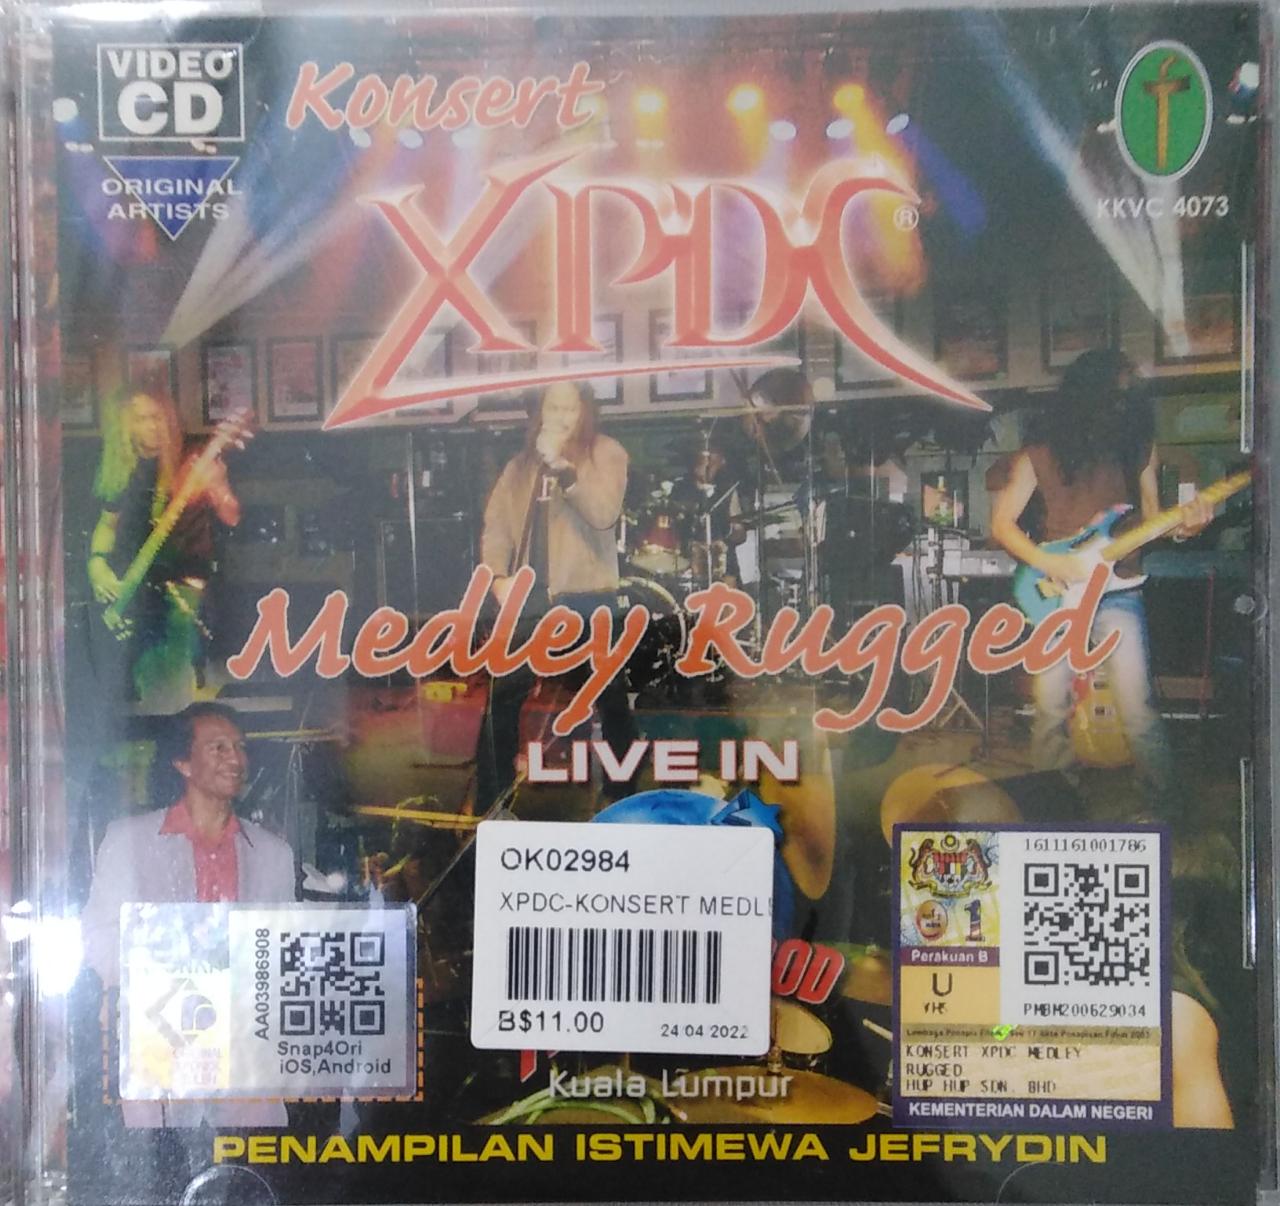 VIDEO
CD
ORIGINAL
ARTISTS
Konsert
XPDC®
KKVC 4073
Medley Rugged
LIVE IN
OK02984
XPDC-KONSERT MEDL
B$11.00
24 04 2022
OD
Kuala Lumpur
AA03986908
Snap4Ori
iOS,Android
1611161001786
Perakuan B
U
PMBM200629034
KONSERT XPDC MEDLEY
RUGGED
HUP HUP SDN. BHD
KEMENTERIAN DALAM NEGERI
PENAMPILAN ISTIMEWA JEFRYDIN